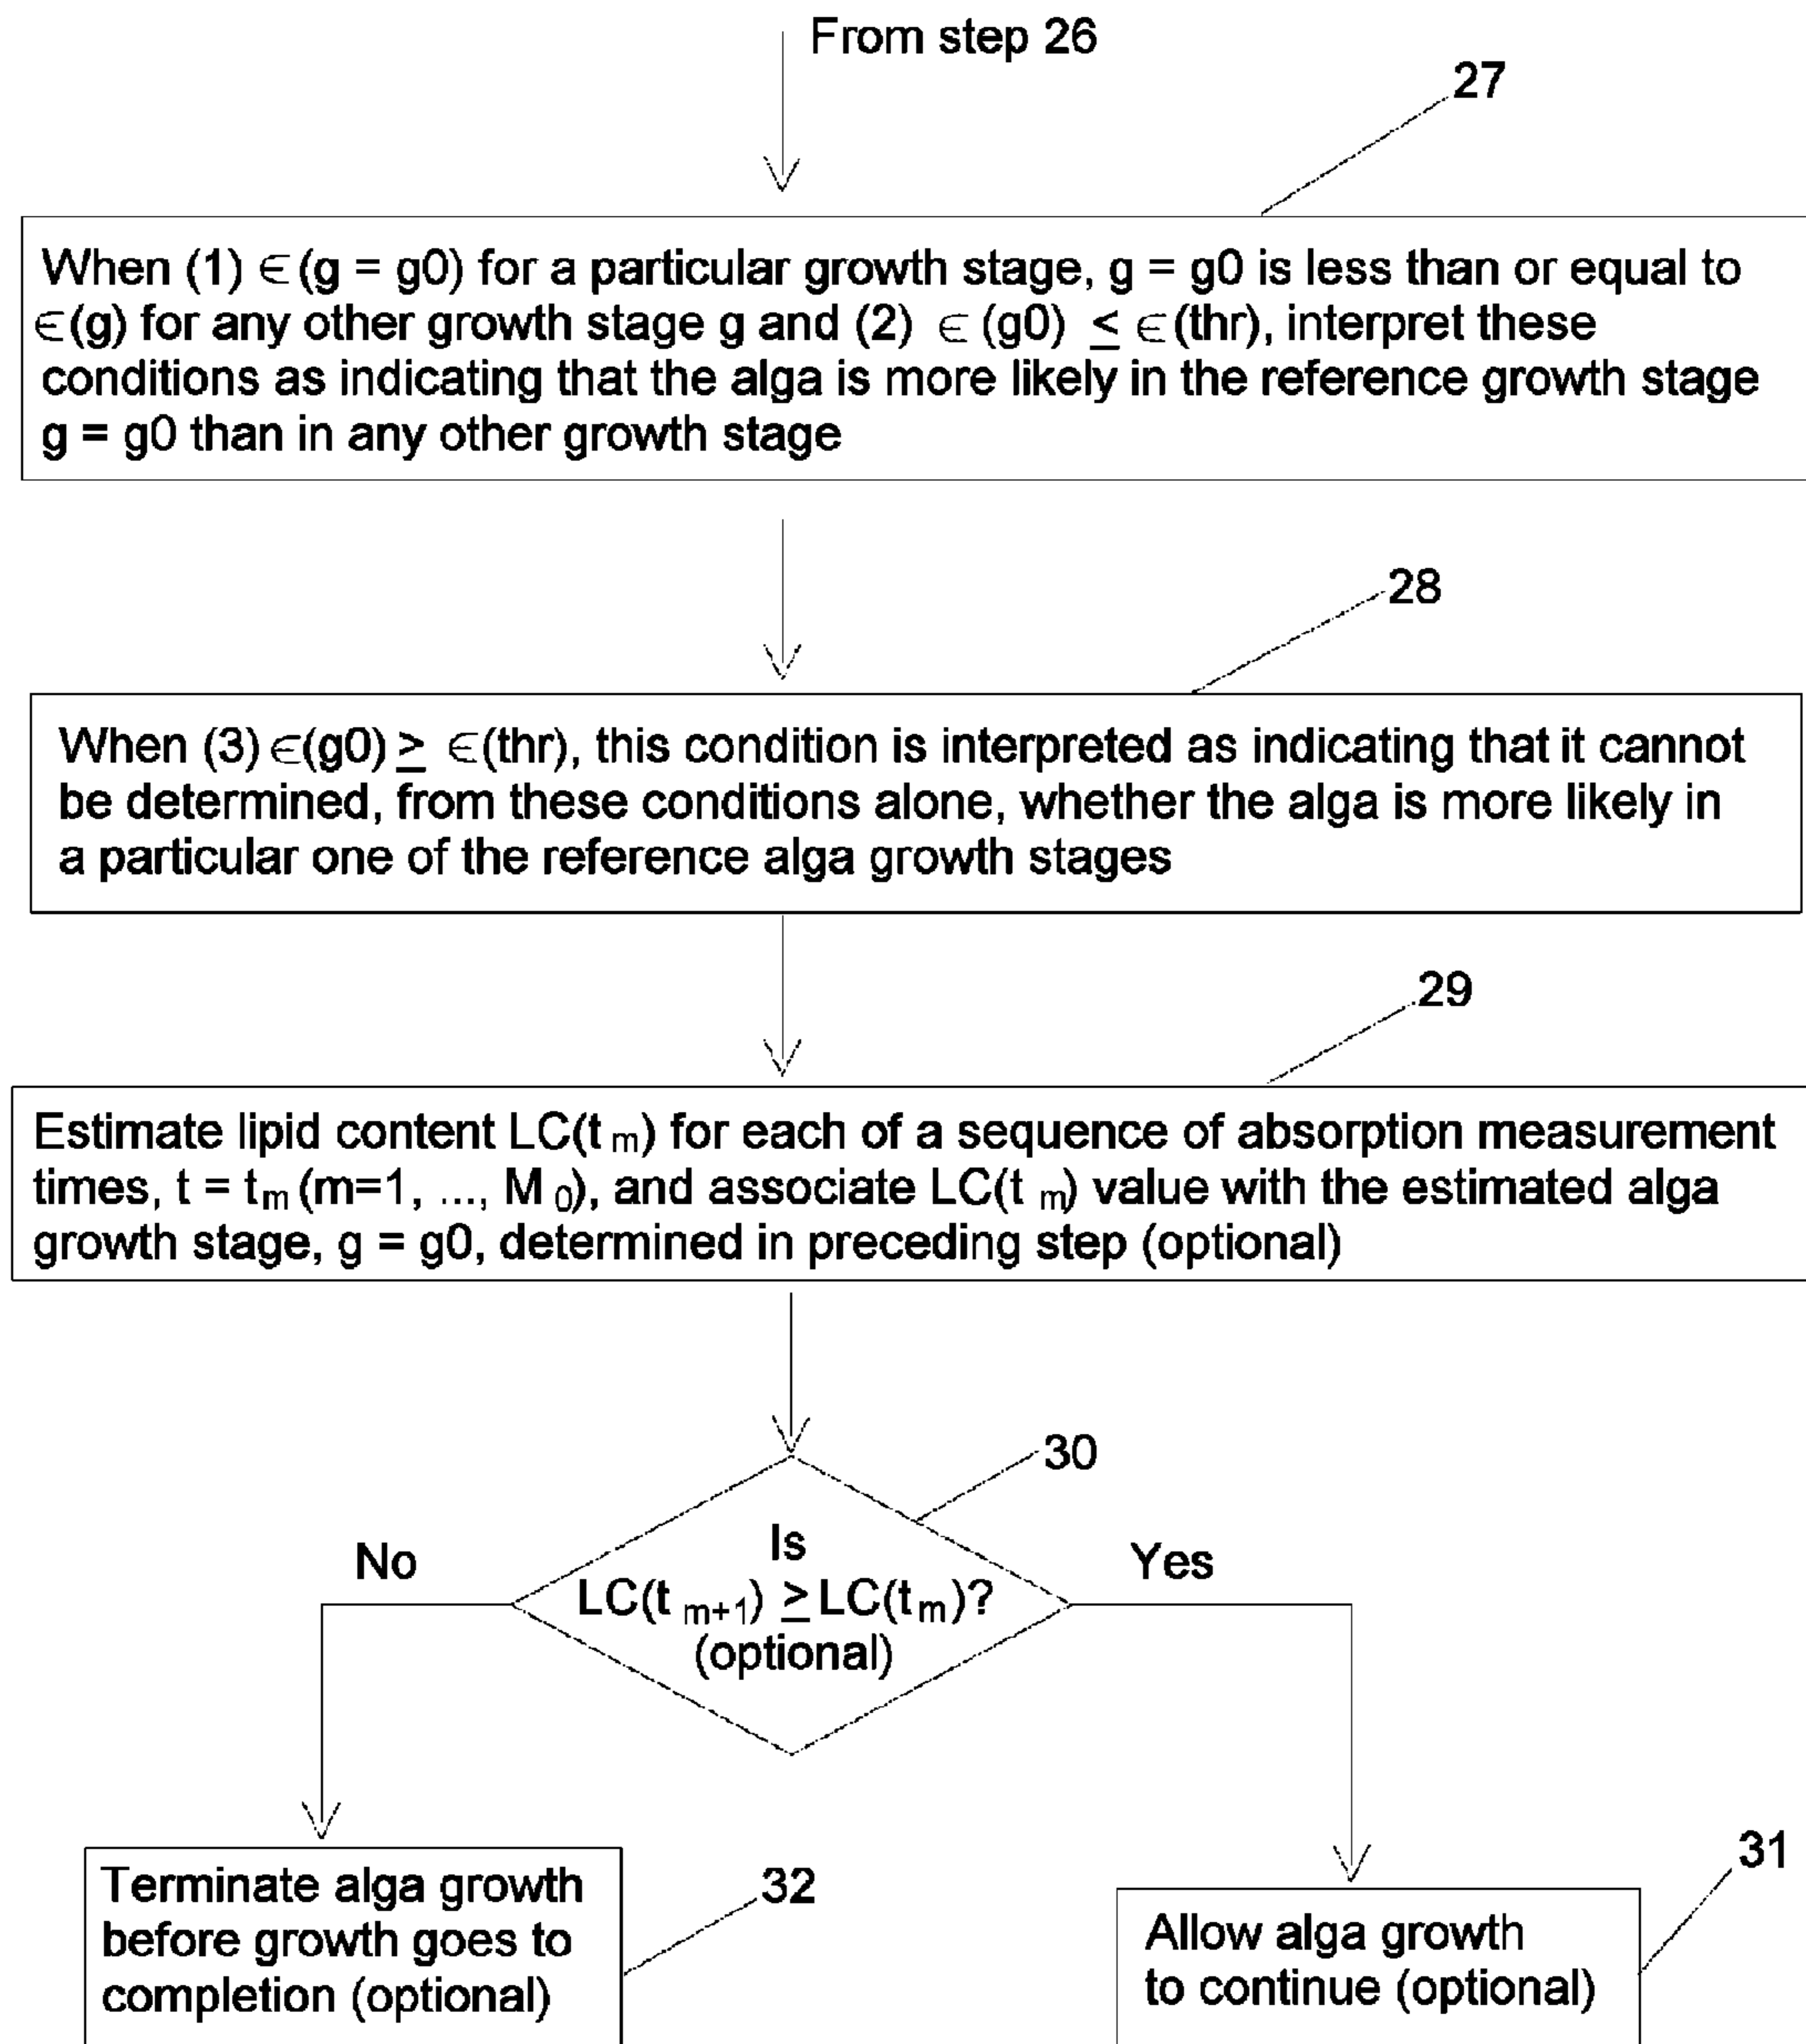 From step 26
27
When (1) ∈(g = g0) for a particular growth stage, g = g0 is less than or equal to
∈(g) for any other growth stage g and (2) ∈(g0) ≤ ∈(thr), interpret these
conditions as indicating that the alga is more likely in the reference growth stage
g = g0 than in any other growth stage
28
When (3) ∈(g0) ≥ ∈(thr), this condition is interpreted as indicating that it cannot
be determined, from these conditions alone, whether the alga is more likely in
a particular one of the reference alga growth stages
29
Estimate lipid content LC(t m) for each of a sequence of absorption measurement
times, t = t m (m=1, ..., M 0), and associate LC(t m) value with the estimated alga
growth stage, g = g0, determined in preceding step (optional)
30
Is
LC(t m+1) ≥ LC(t m)?
(optional)
No
Yes
32
Terminate alga growth
before growth goes to
completion (optional)
31
Allow alga growth
to continue (optional)